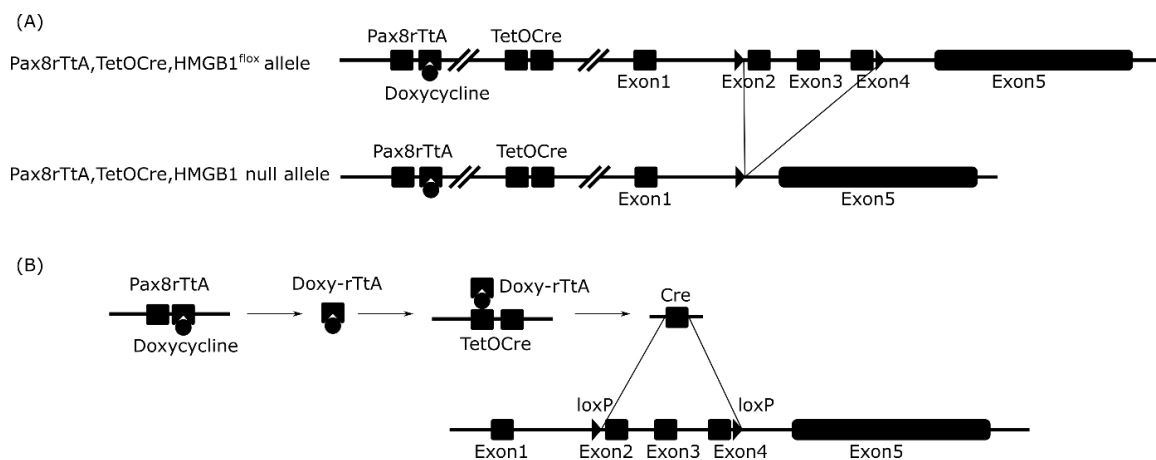 (A)
Pax8rTtA TetOCre
Pax8rTtA,TetOCre,HMGB1flox allele
Exon1 Exon2 Exon3 Exon4 Exon5
Doxycycline
Pax8rTtA TetOCre
Pax8rTtA,TetOCre,HMGB1 null allele
Exon1 Exon5
(B)
Pax8rTtA Doxy-rTtA Doxy-rTtA Cre
Doxycycline TetOCre
loxP loxP
Exon1 Exon2 Exon3 Exon4 Exon5